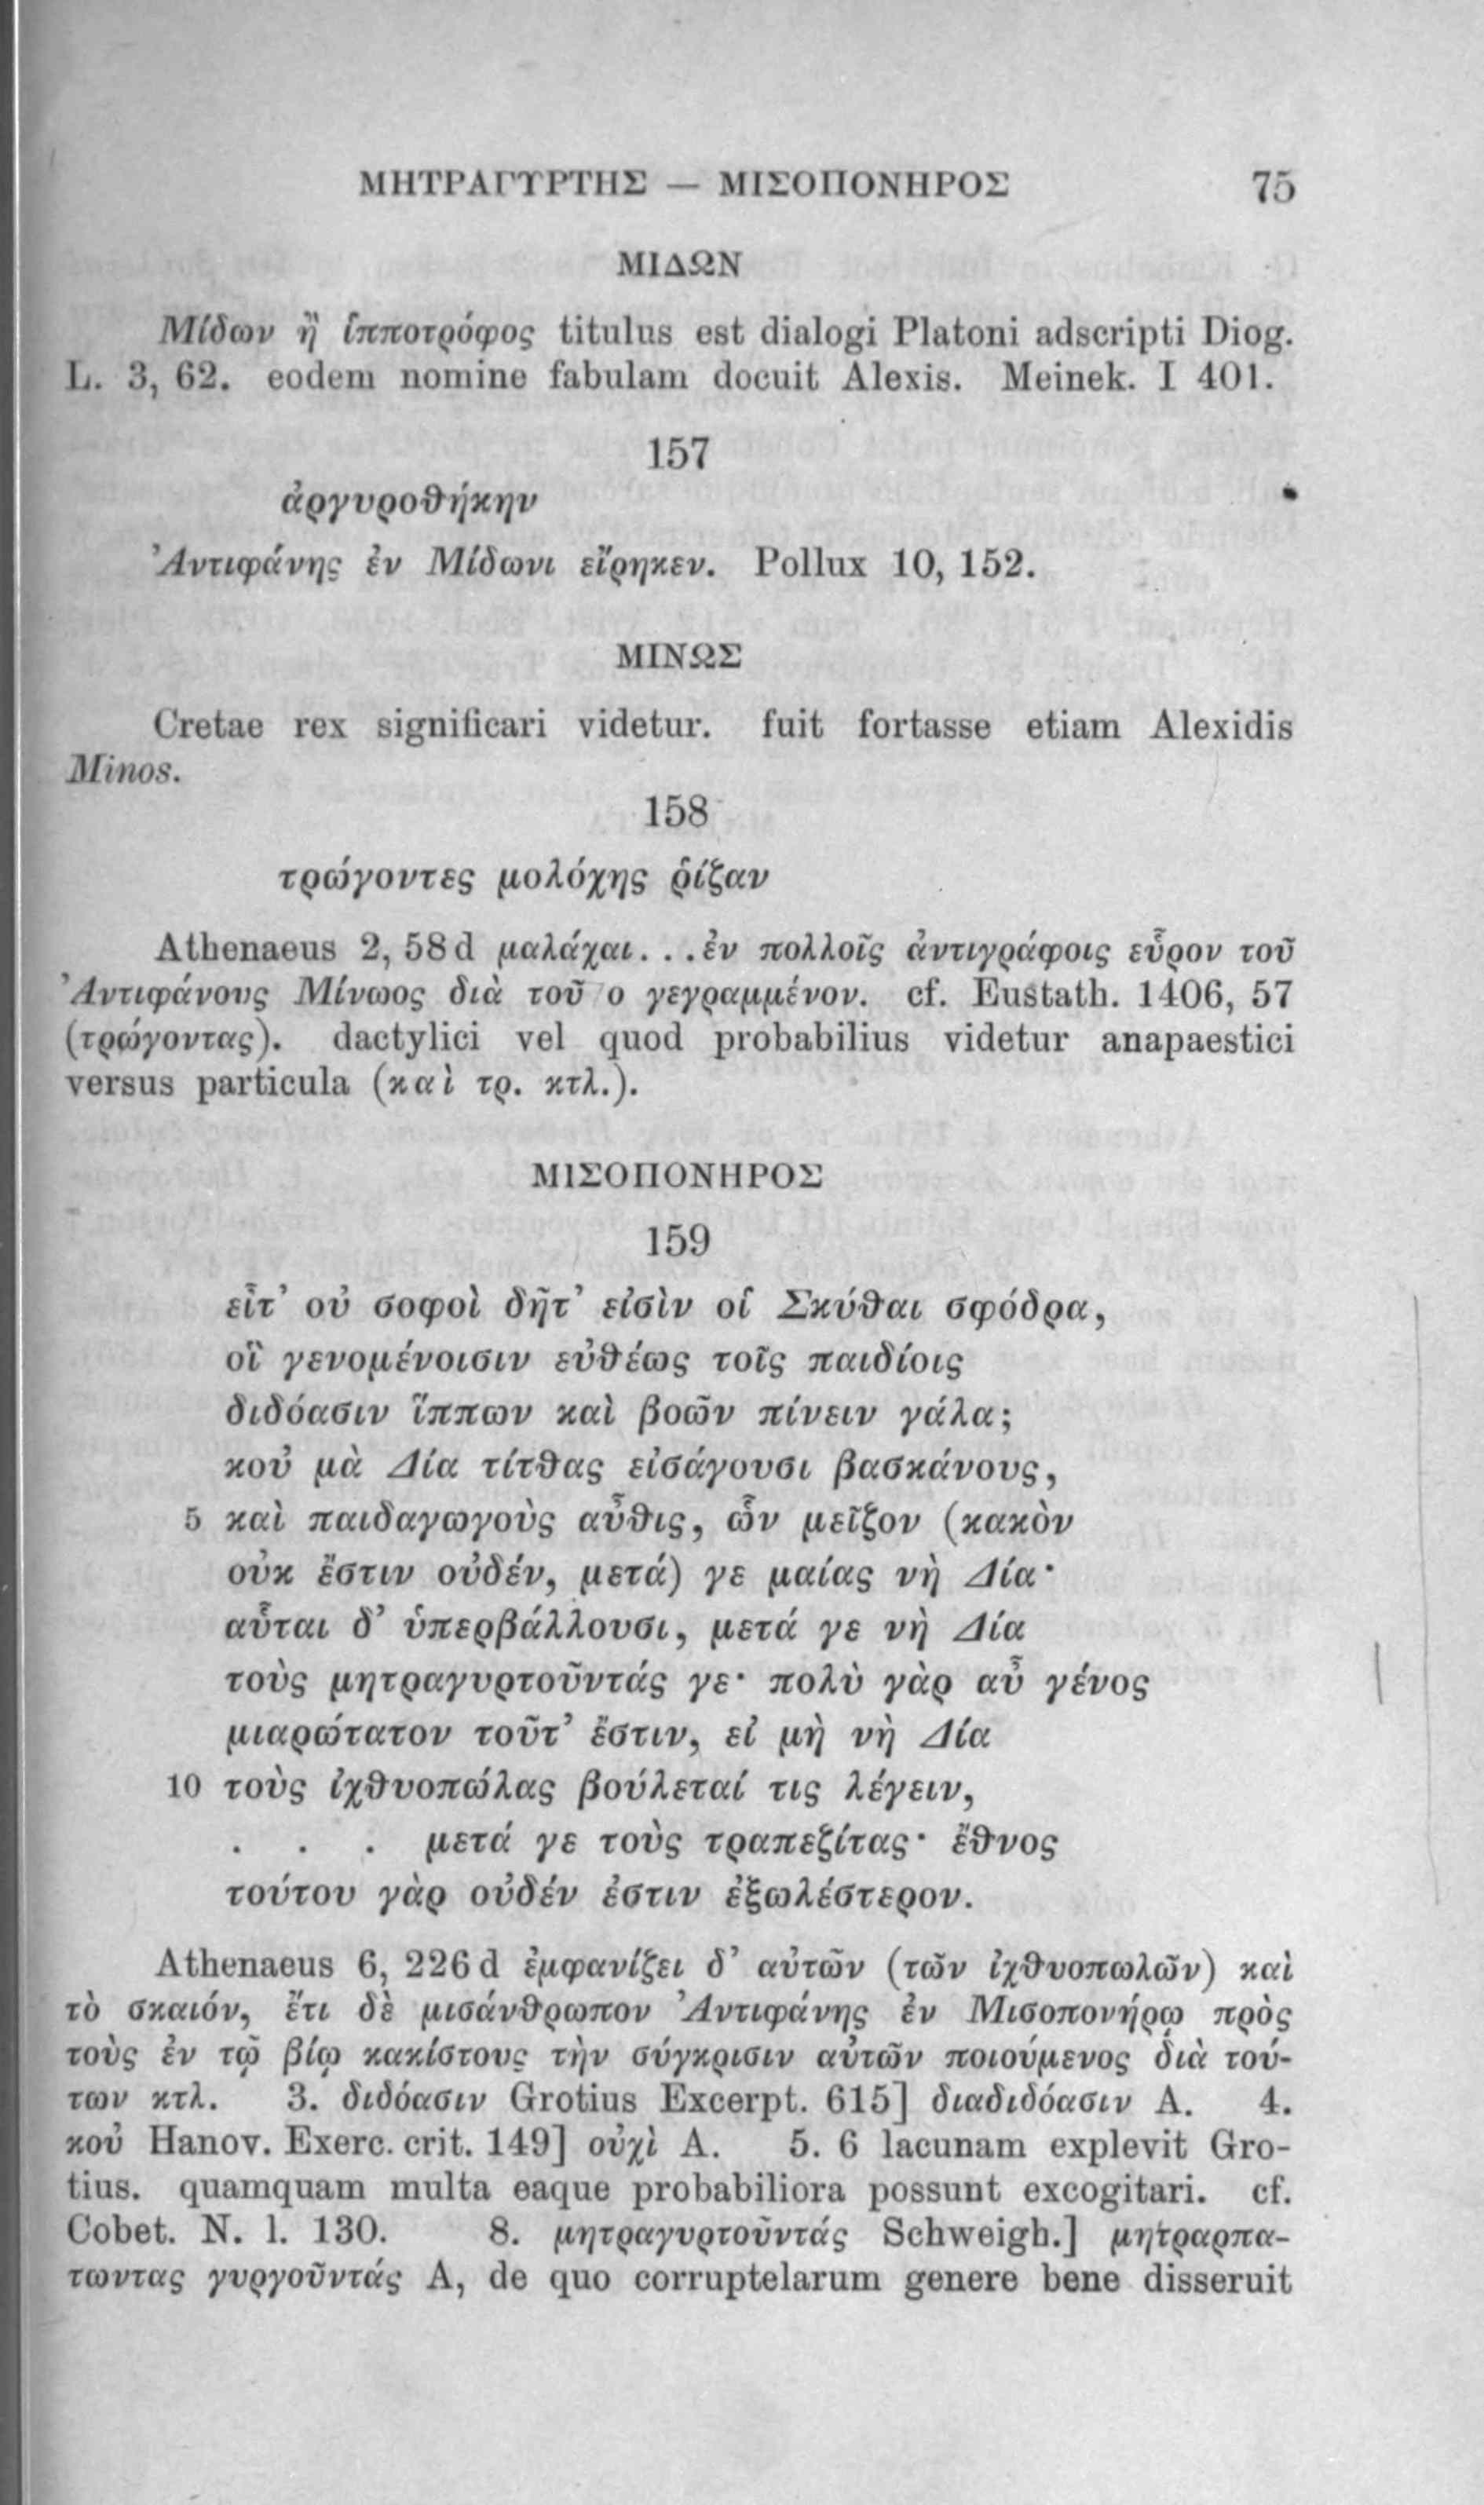 ΜΗΤΡΑΓΥΡΤΗΣ — ΜΙΣΟΠΟΝΗΡΟΣ 75
ΜΙΔΩΝ
Μίδων ἢ ἱπποτρόφος titulus est dialogi Platoni adscripti Diog.
L. 3, 62. eodem nomine fabulam docuit Alexis. Meinek. I 401.
157
ἀργυροθήκην
Ἀντιφάνης ἐν Μίδωνι εἴρηκεν. Pollux 10, 152.
ΜΙΝΩΣ
Cretae rex significari videtur. fuit fortasse etiam Alexidis
Minos.
158
τρώγοντες μολόχης ῥίζαν
Athenaeus 2, 58 d μαλάχαι. . .ἐν πολλοῖς ἀντιγράφοις εὗρον τοῦ
Ἀντιφάνους Μίνωος διὰ τοῦ ο γεγραμμένον. cf. Eustath. 1406, 57
(τρώγοντας). dactylici vel quod probabilius videtur anapaestici
versus particula (καὶ τρ. κτλ.).
ΜΙΣΟΠΟΝΗΡΟΣ
159
εἶτ' οὐ σοφοὶ δῆτ' εἰσὶν οἱ Σκύθαι σφόδρα,
οἳ γενομένοισιν εὐθέως τοῖς παιδίοις
διδόασιν ἵππων καὶ βοῶν πίνειν γάλα;
κοὐ μὰ Δία τίτθας εἰσάγουσι βασκάνους,
5 καὶ παιδαγωγοὺς αὖθις, ὧν μεῖζον (κακὸν
οὐκ ἔστιν οὐδέν, μετά) γε μαίας νὴ Δία·
αὗται δ' ὑπερβάλλουσι, μετά γε νὴ Δία
τοὺς μητραγυρτοῦντάς γε· πολὺ γὰρ αὖ γένος
μιαρώτατον τοῦτ' ἔστιν, εἰ μὴ νὴ Δία
10 τοὺς ἰχθυοπώλας βούλεταί τις λέγειν,
. . . μετά γε τοὺς τραπεζίτας· ἔθνος
τούτου γὰρ οὐδέν ἐστιν ἐξωλέστερον.
Athenaeus 6, 226 d ἐμφανίζει δ' αὐτῶν (τῶν ἰχθυοπωλῶν) καὶ
τὸ σκαιόν, ἔτι δὲ μισάνθρωπον Ἀντιφάνης ἐν Μισοπονήρῳ πρὸς
τοὺς ἐν τῷ βίῳ κακίστους τὴν σύγκρισιν αὐτῶν ποιούμενος διὰ τού-
των κτλ. 3. διδόασιν Grotius Excerpt. 615] διαδιδόασιν A. 4.
κοὐ Hanov. Exerc. crit. 149] οὐχὶ A. 5. 6 lacunam explevit Gro-
tius. quamquam multa eaque probabiliora possunt excogitari. cf.
Cobet. N. l. 130. 8. μητραγυρτοῦντάς Schweigh.] μητραρπα-
τωντας γυργοῦντάς A, de quo corruptelarum genere bene disseruit